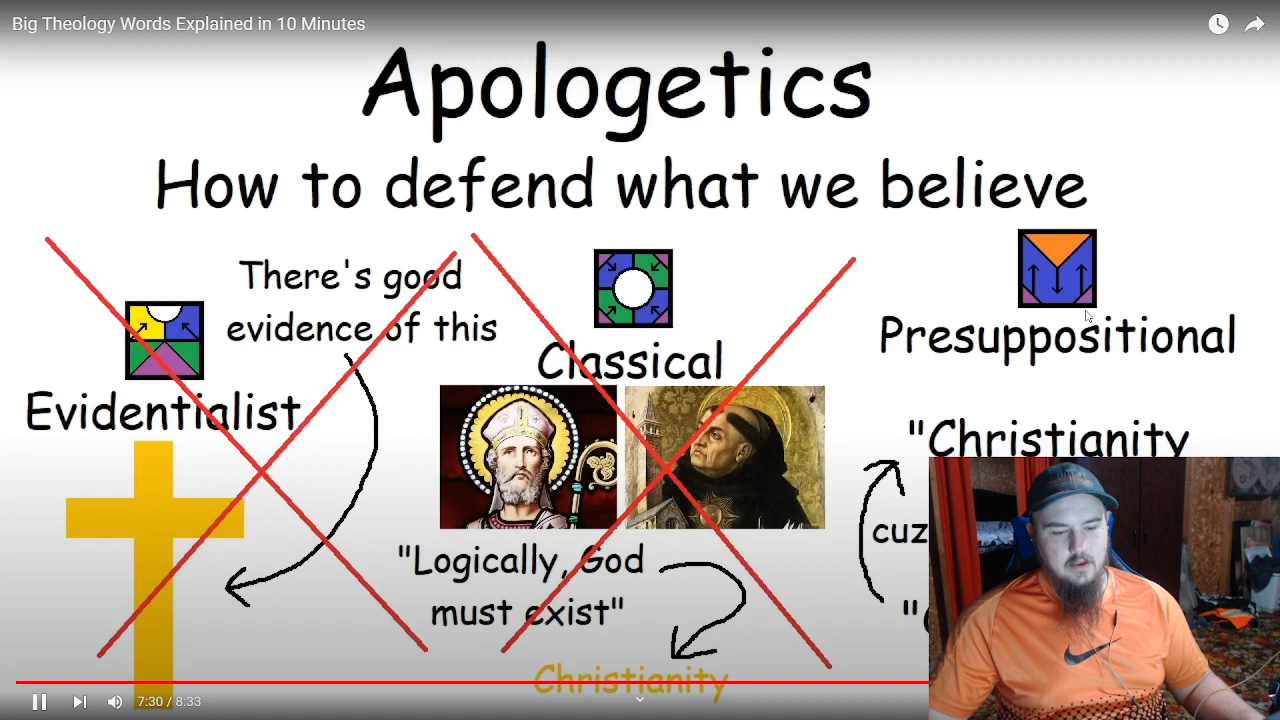 Big Theology Words Explained in 10 Minutes
Apologetics
How to defend what we believe
There's good
evidence of this
Evidentialist
Classical
"Logically, God
must exist"
Christianity
Presuppositional
"Christianity
cuz
7:30 / 8:33